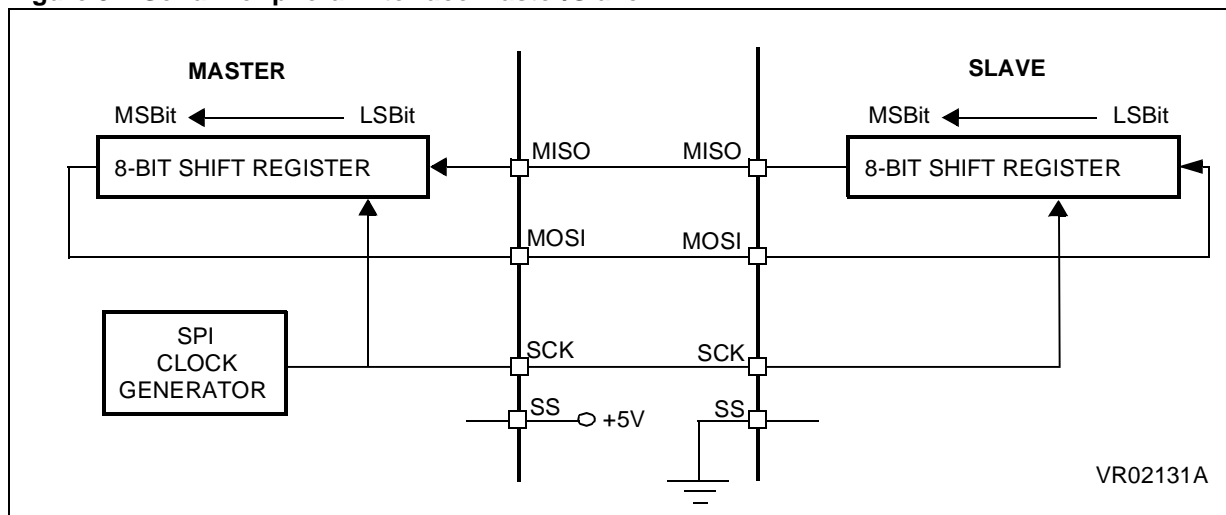 MASTER
SLAVE
MSBit LSBit
MSBit LSBit
8-BIT SHIFT REGISTER
MISO
MISO
8-BIT SHIFT REGISTER
MOSI
MOSI
SPI
CLOCK
GENERATOR
SCK
SCK
SS
+5V
SS
VR02131A